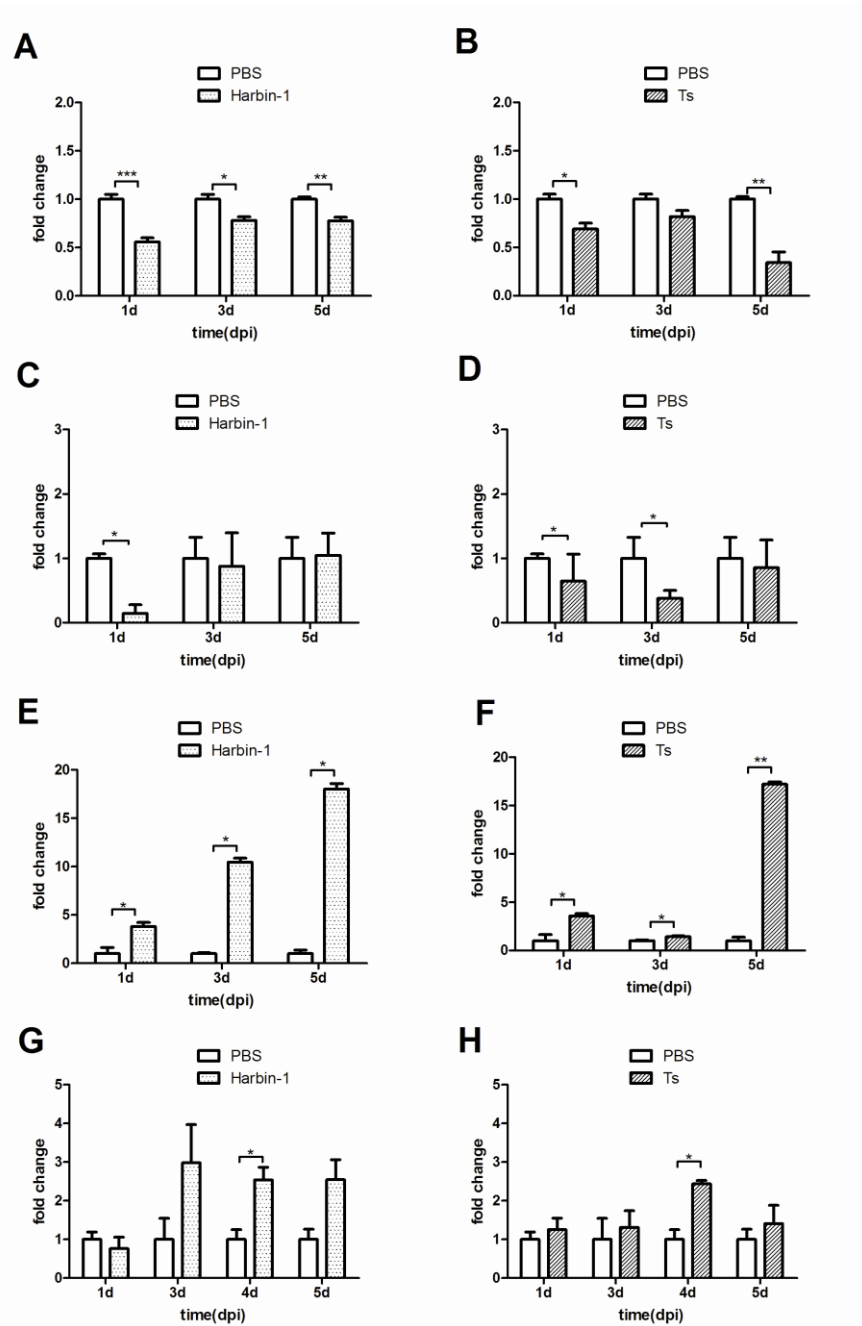 A
PBS
Harbin-1
fold change
2.0
1.5
1.0
0.5
0.0
***
*
**
1d
3d
5d
time(dpi)
B
PBS
Ts
fold change
2.0
1.5
1.0
0.5
0.0
*
**
1d
3d
5d
time(dpi)
C
PBS
Harbin-1
fold change
3
2
1
0
*
1d
3d
5d
time(dpi)
D
PBS
Ts
fold change
3
2
1
0
*
*
1d
3d
5d
time(dpi)
E
PBS
Harbin-1
fold change
20
15
10
5
0
*
*
*
1d
3d
5d
time(dpi)
F
PBS
Ts
fold change
20
15
10
5
0
*
*
**
1d
3d
5d
time(dpi)
G
PBS
Harbin-1
fold change
5
4
3
2
1
0
*
1d
3d
4d
5d
time(dpi)
H
PBS
Ts
fold change
5
4
3
2
1
0
*
1d
3d
4d
5d
time(dpi)